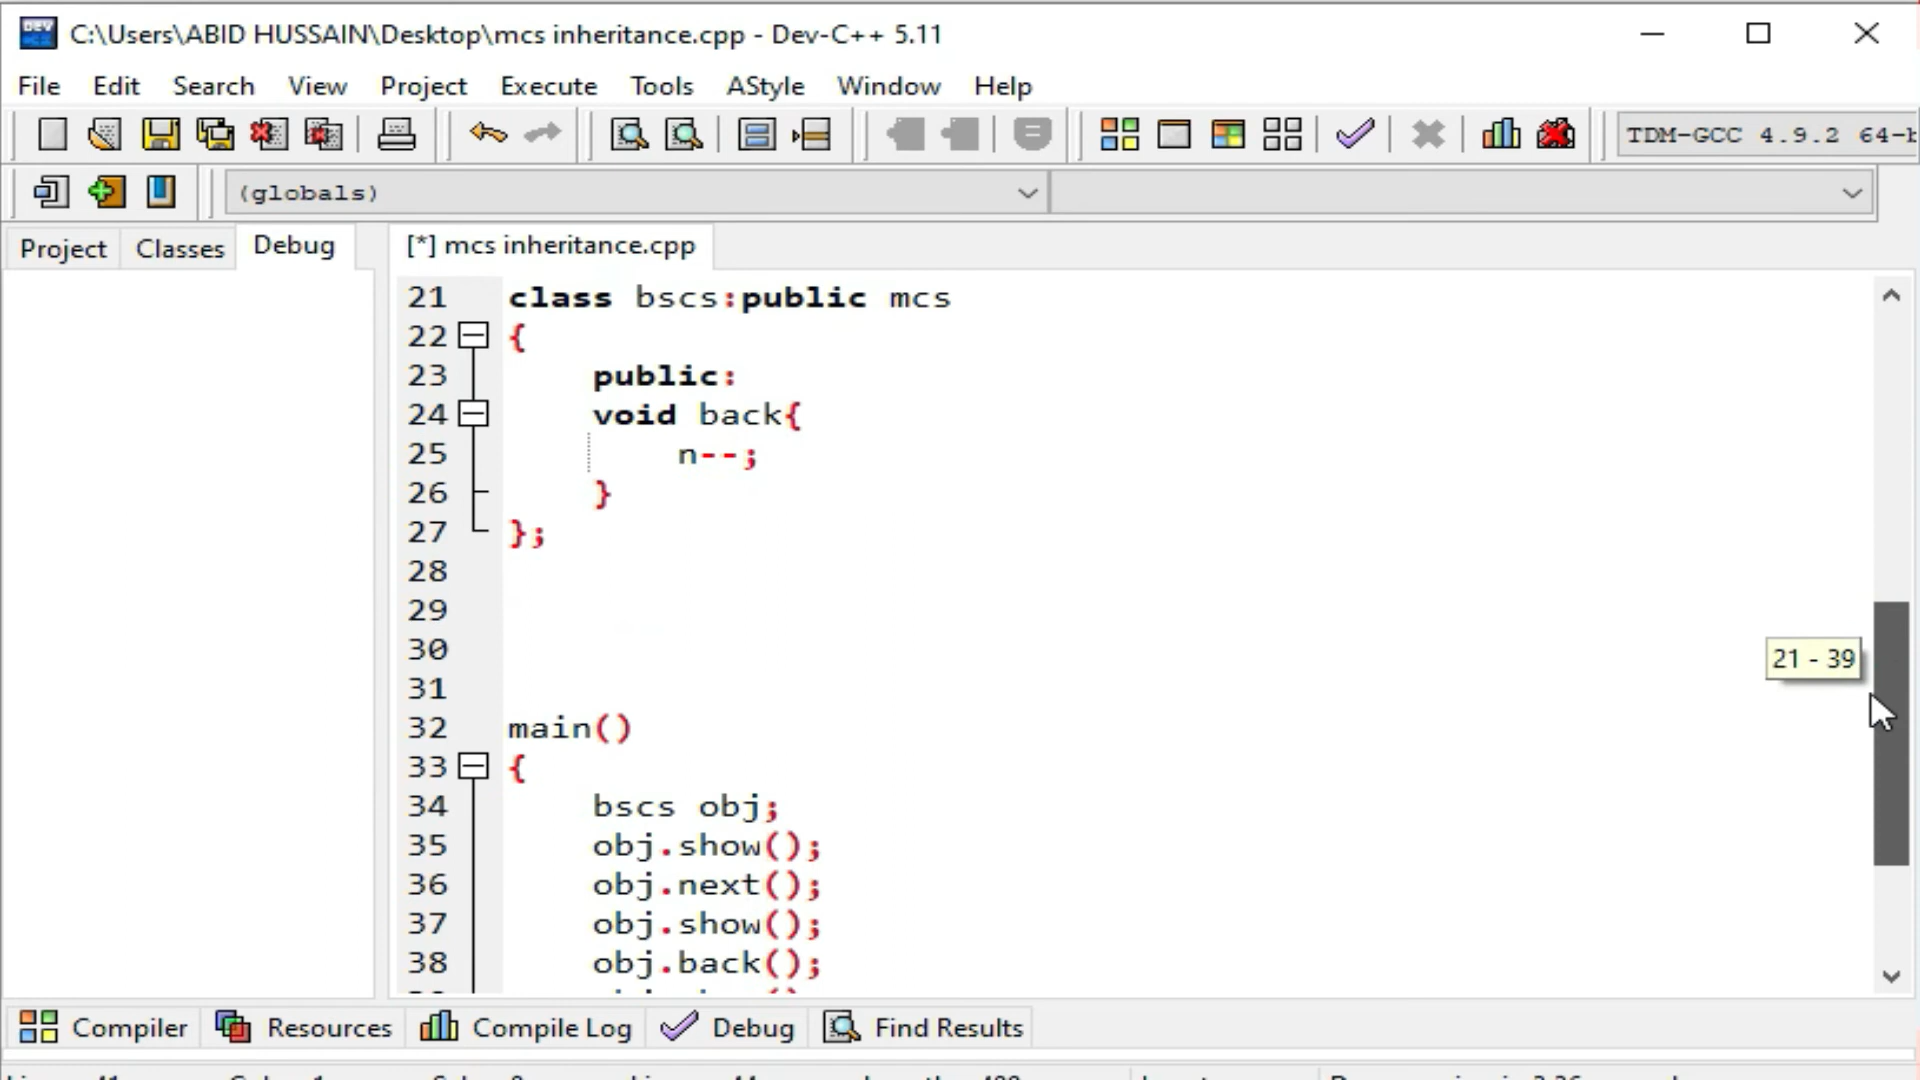 C:\Users\ABID HUSSAIN\Desktop\mcs inheritance.cpp - Dev-C++ 5.11
File Edit Search View Project Execute Tools AStyle Window Help
TDM-GCC 4.9.2 64-b
(globals)
Project Classes Debug [*] mcs inheritance.cpp
21 class bscs:public mcs
22 {
23 public:
24 void back{
25 n--;
26 }
27 };
28
29
30
31
21 - 39
32 main()
33 {
34 bscs obj;
35 obj.show();
36 obj.next();
37 obj.show();
38 obj.back();
Compiler Resources Compile Log Debug Find Results